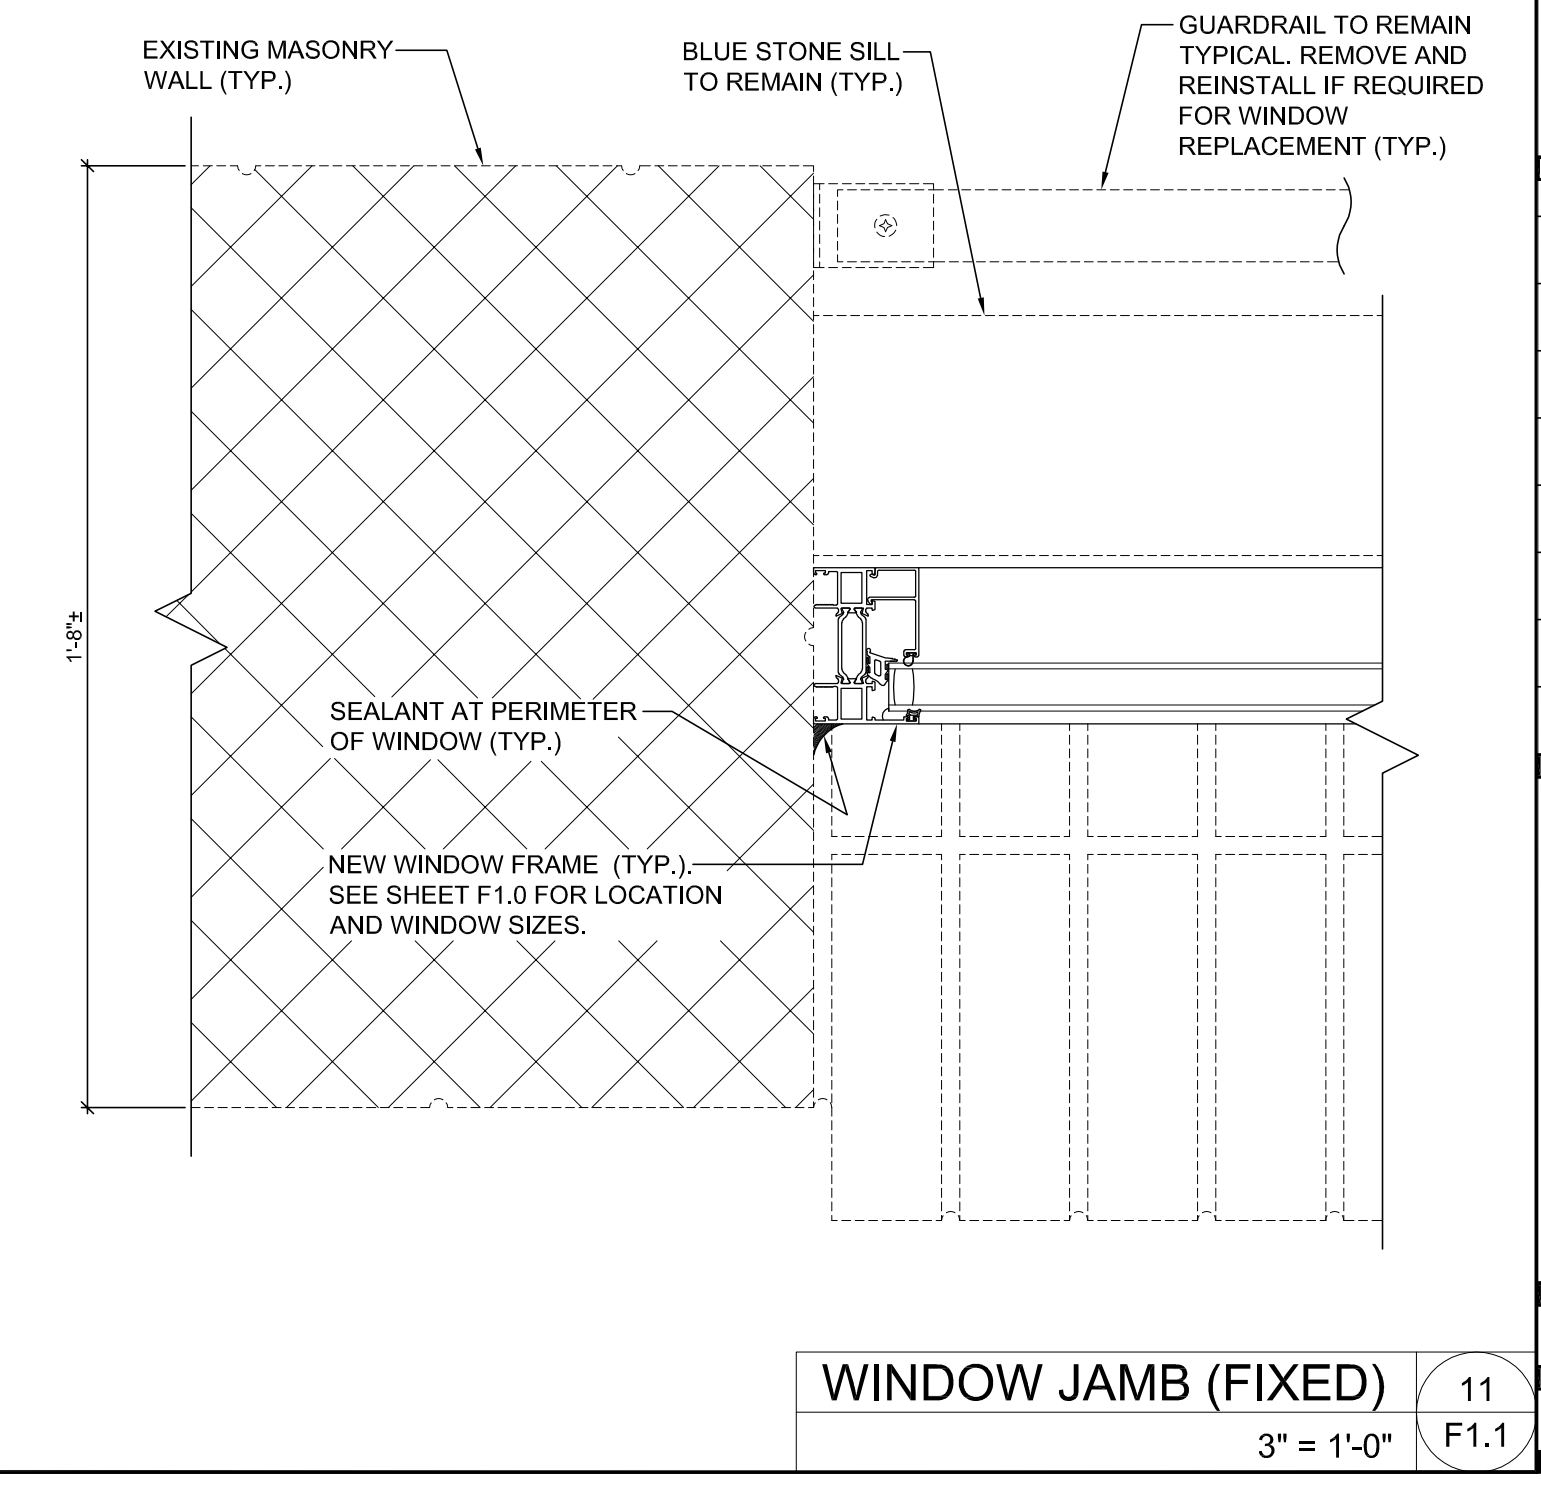 EXISTING MASONRY
WALL (TYP.)
BLUE STONE SILL
TO REMAIN (TYP.)
GUARDRAIL TO REMAIN
TYPICAL. REMOVE AND
REINSTALL IF REQUIRED
FOR WINDOW
REPLACEMENT (TYP.)
1'-8"±
SEALANT AT PERIMETER
OF WINDOW (TYP.)
NEW WINDOW FRAME (TYP.).
SEE SHEET F1.0 FOR LOCATION
AND WINDOW SIZES.
WINDOW JAMB (FIXED)
3" = 1'-0"
11
F1.1